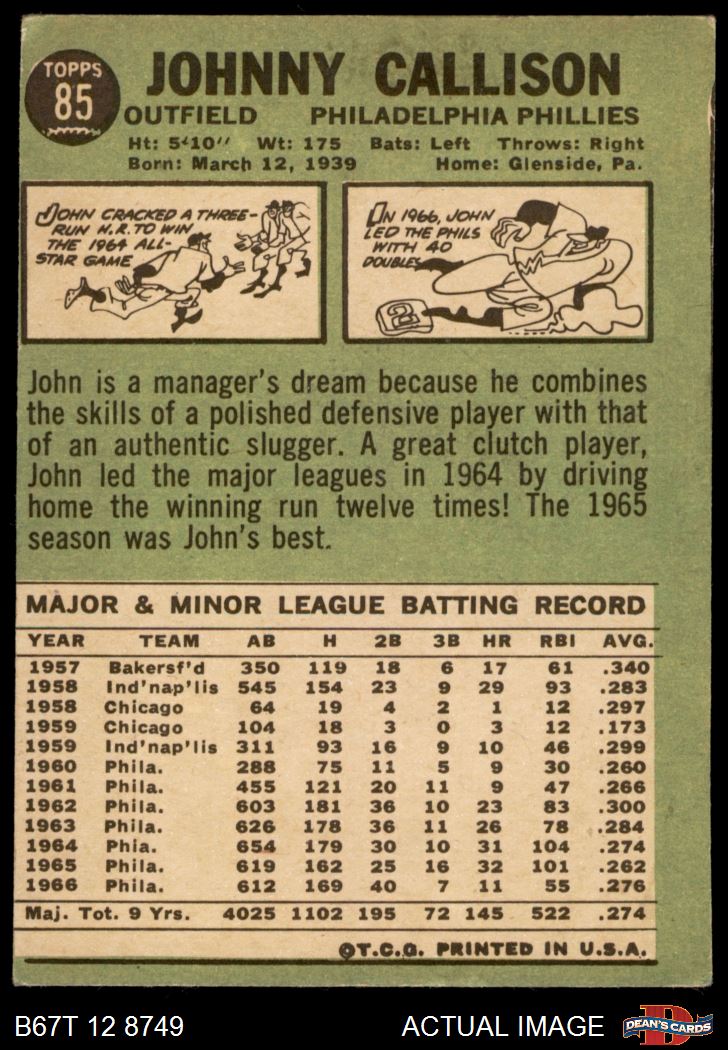 TOPPS
85
JOHNNY CALLISON
OUTFIELD PHILADELPHIA PHILLIES
Ht: 5'10" Wt: 175 Bats: Left Throws: Right
Born: March 12, 1939 Home: Glenside, Pa.
JOHN CRACKED A THREE-
RUN H.R. TO WIN
THE 1964 ALL-
STAR GAME
IN 1966, JOHN
LED THE PHILS
WITH 40
DOUBLES
2
John is a manager's dream because he combines
the skills of a polished defensive player with that
of an authentic slugger. A great clutch player,
John led the major leagues in 1964 by driving
home the winning run twelve times! The 1965
season was John's best.
MAJOR & MINOR LEAGUE BATTING RECORD
YEAR TEAM AB H 2B 3B HR RBI AVG.
1957 Bakersf'd 350 119 18 6 17 61 .340
1958 Ind'nap'lis 545 154 23 9 29 93 .283
1958 Chicago 64 19 4 2 1 12 .297
1959 Chicago 104 18 3 0 3 12 .173
1959 Ind'nap'lis 311 93 16 9 10 46 .299
1960 Phila. 288 75 11 5 9 30 .260
1961 Phila. 455 121 20 11 9 47 .266
1962 Phila. 603 181 36 10 23 83 .300
1963 Phila. 626 178 36 11 26 78 .284
1964 Phila. 654 179 30 10 31 104 .274
1965 Phila. 619 162 25 16 32 101 .262
1966 Phila. 612 169 40 7 11 55 .276
Maj. Tot. 9 Yrs. 4025 1102 195 72 145 522 .274
©T.C.G. PRINTED IN U.S.A.
B67T 12 8749 ACTUAL IMAGE
D
DEAN'S CARDS